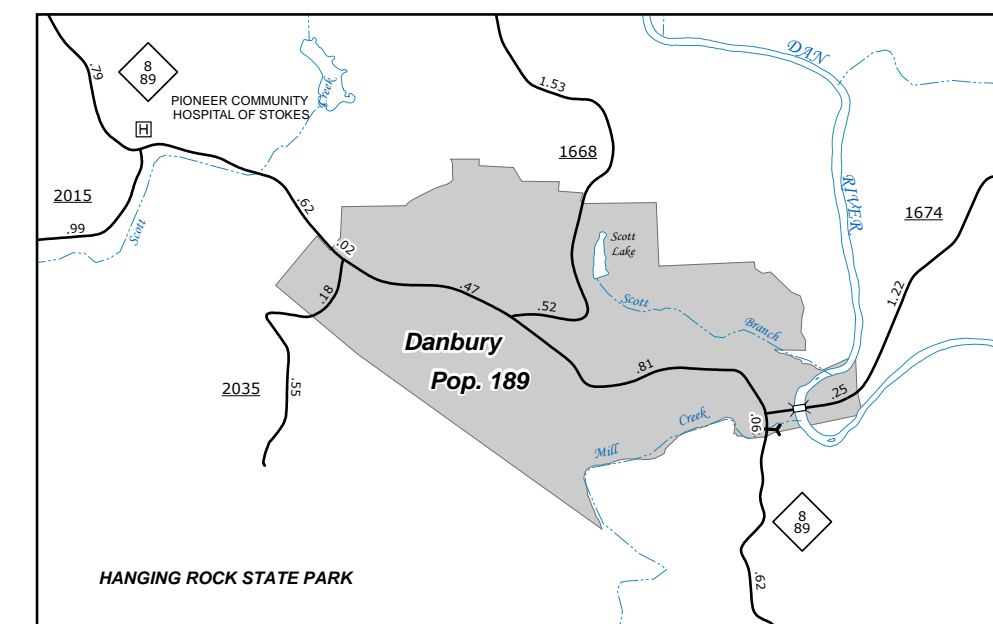 .79
8
89
PIONEER COMMUNITY
HOSPITAL OF STOKES
H
Creek
1.53
DAN
RIVER
1668
2015
.99
Scott
.62
.02
1674
Scott
Lake
.18
.47
.52
Scott
Branch
1.22
Danbury
Pop. 189
.81
.25
2035
.55
.06
Creek
Mill
8
89
.62
HANGING ROCK STATE PARK